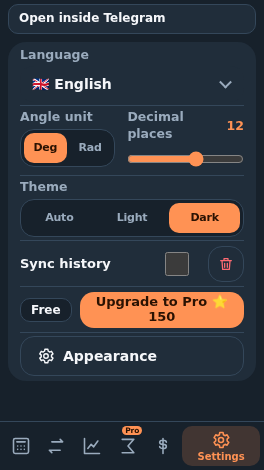 Open inside Telegram
Language
🇬🇧 English
Angle unit
Decimal places
12
Deg
Rad
Theme
Auto
Light
Dark
Sync history
Free
Upgrade to Pro ⭐
150
Appearance
Pro
Settings